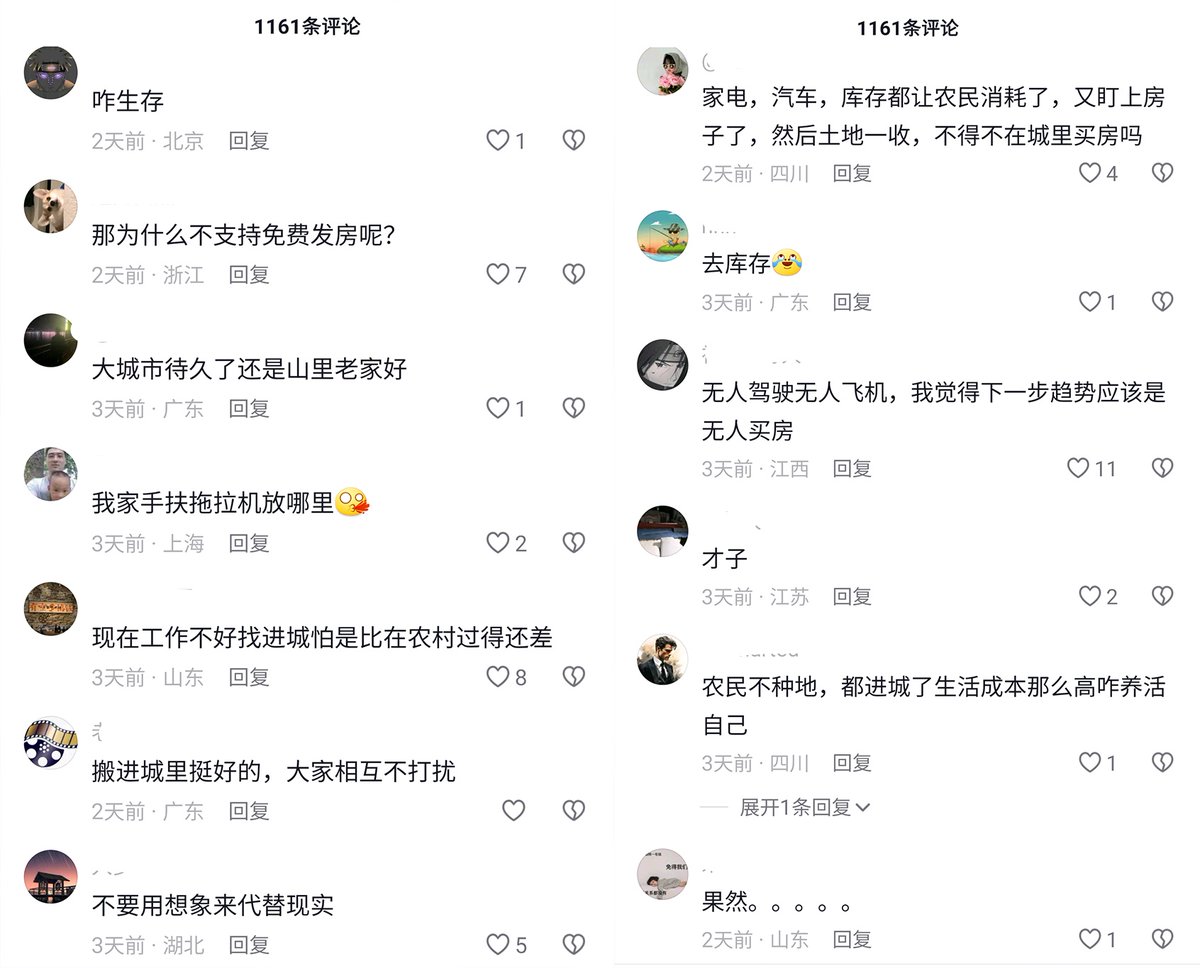 1161条评论
咋生存
2天前 · 北京 回复 1
那为什么不支持免费发房呢?
2天前 · 浙江 回复 7
大城市待久了还是山里老家好
3天前 · 广东 回复 1
我家手扶拖拉机放哪里
3天前 · 上海 回复 2
现在工作不好找进城怕是比在农村过得还差
3天前 · 山东 回复 8
搬进城里挺好的，大家相互不打扰
2天前 · 广东 回复
不要用想象来代替现实
3天前 · 湖北 回复 5
1161条评论
家电，汽车，库存都让农民消耗了，又盯上房
子了，然后土地一收，不得不在城里买房吗
2天前 · 四川 回复 4
去库存
3天前 · 广东 回复 1
无人驾驶无人飞机，我觉得下一步趋势应该是
无人买房
3天前 · 江西 回复 11
才子
3天前 · 江苏 回复 2
农民不种地，都进城了生活成本那么高咋养活
自己
3天前 · 四川 回复 1
展开1条回复
果然。。。。。
2天前 · 山东 回复 1